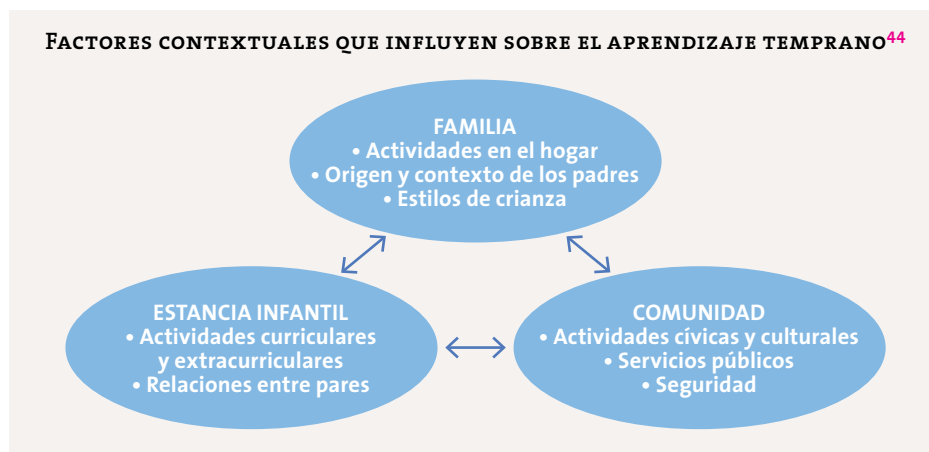 Factores contextuales que influyen sobre el aprendizaje temprano44
FAMILIA
• Actividades en el hogar
• Origen y contexto de los padres
• Estilos de crianza
ESTANCIA INFANTIL
• Actividades curriculares
y extracurriculares
• Relaciones entre pares
COMUNIDAD
• Actividades cívicas y culturales
• Servicios públicos
• Seguridad